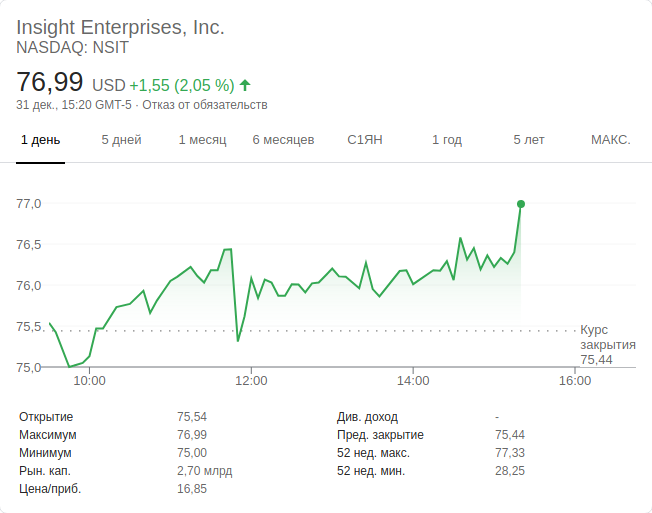 Insight Enterprises, Inc.
NASDAQ: NSIT
76,99 USD +1,55 (2,05 %)
31 дек., 15:20 GMT-5 · Отказ от обязательств
1 день 5 дней 1 месяц 6 месяцев С1ЯН 1 год 5 лет МАКС.
77,0
76,5
76,0
75,5
75,0
Курс
закрытия
75,44
10:00 12:00 14:00 16:00
Открытие 75,54 Див. доход -
Максимум 76,99 Пред. закрытие 75,44
Минимум 75,00 52 нед. макс. 77,33
Рын. кап. 2,70 млрд 52 нед. мин. 28,25
Цена/приб. 16,85